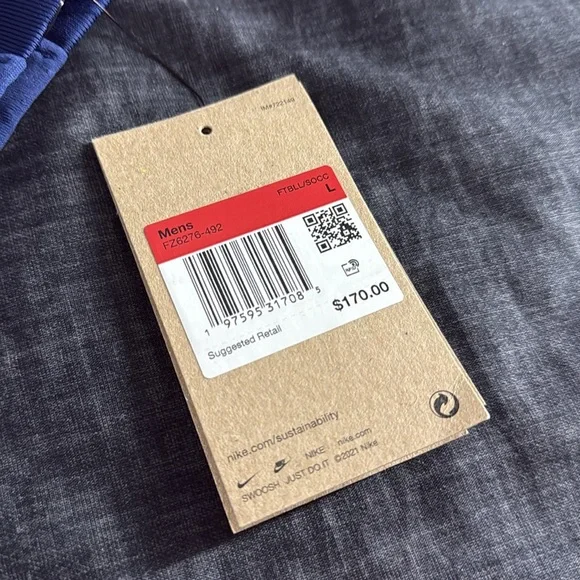 FTBLL/SOCC
Mens
L
FZ6276-492
1 97595 31708 3
$170.00
Suggested Retail
nike.com/sustainability
NIKE nike.com
SWOOSH JUST DO IT ©2021 Nike